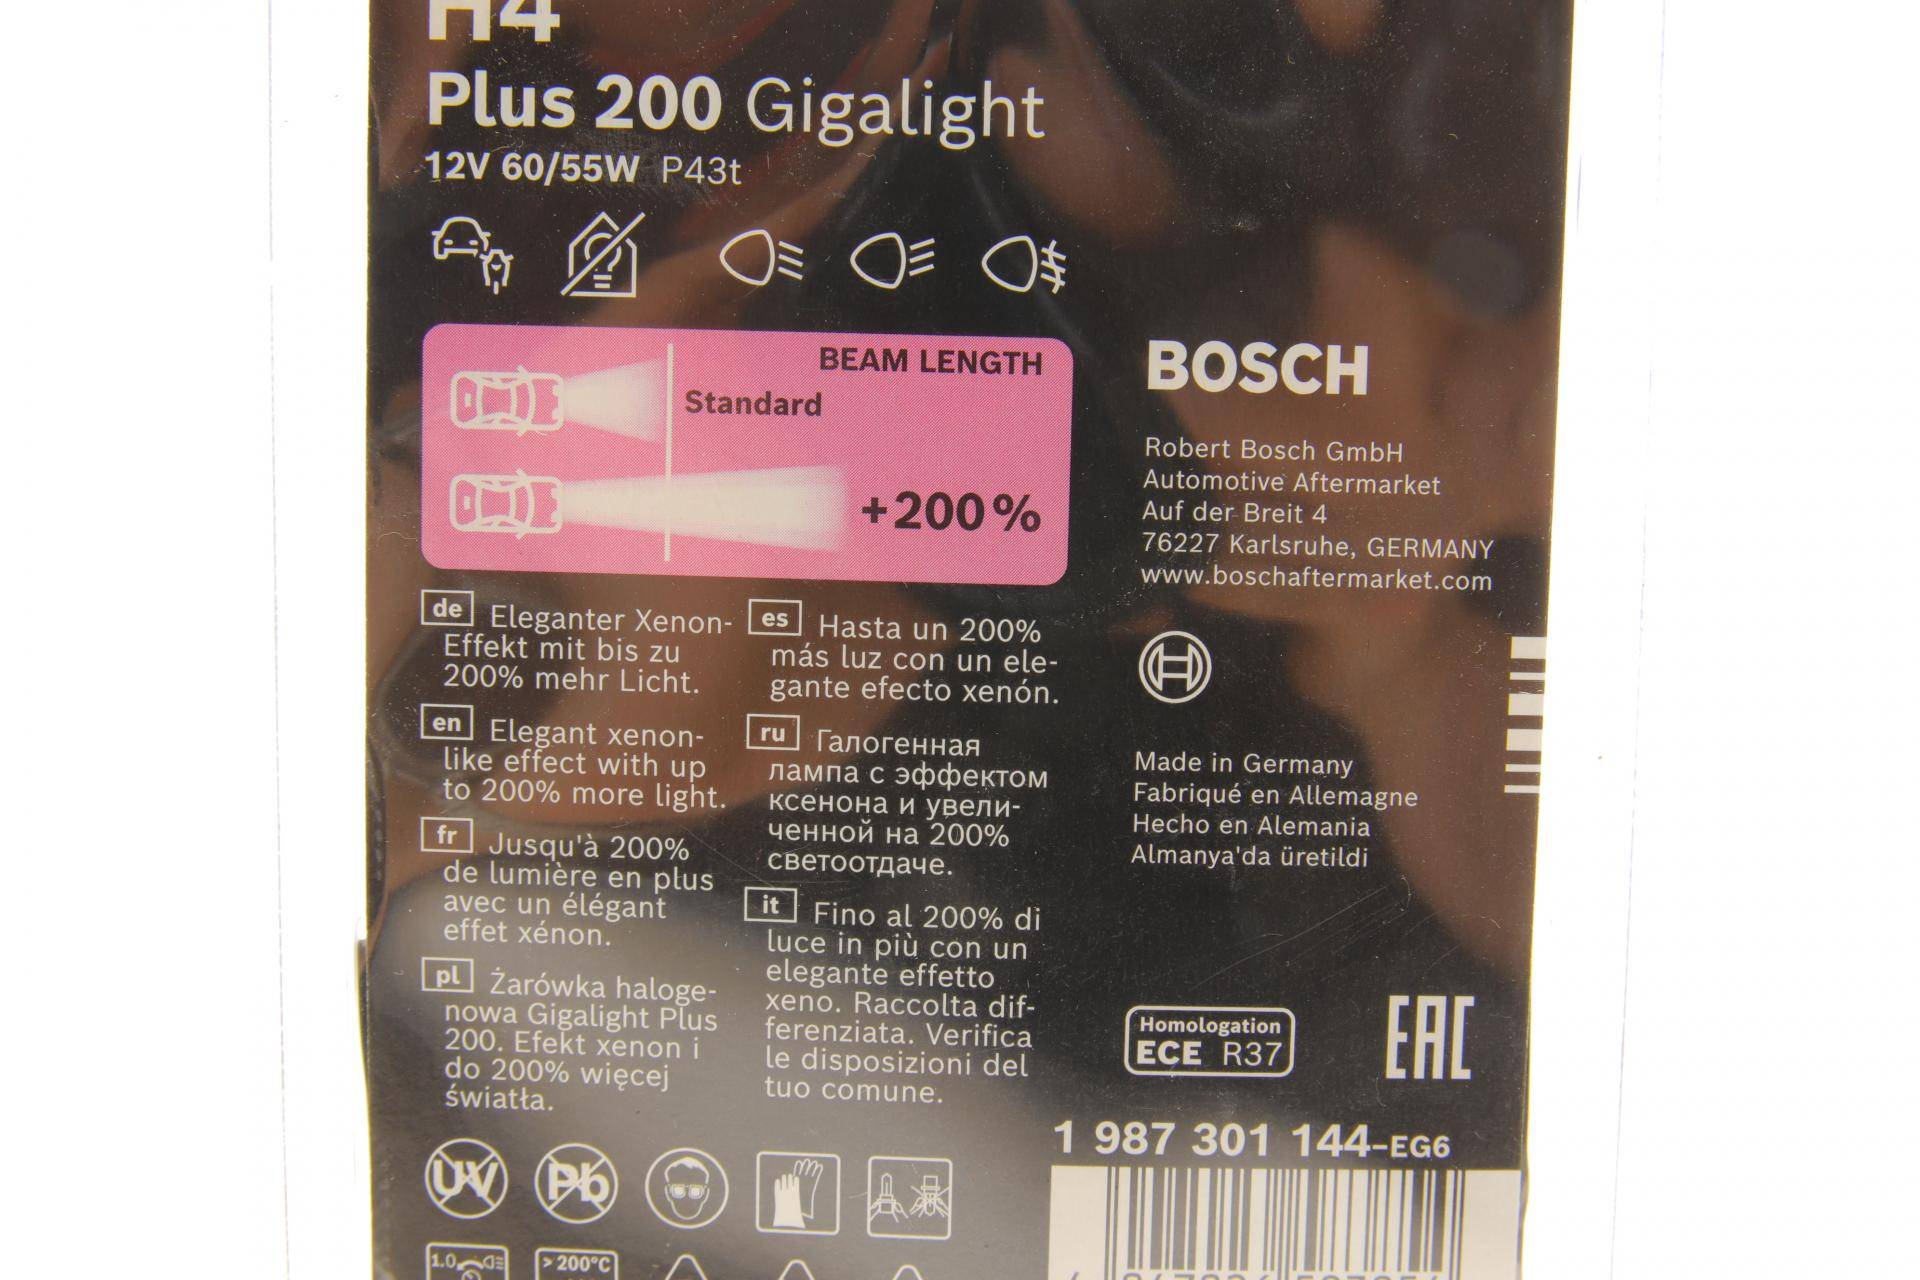 H4
Plus 200 Gigalight
12V 60/55W P43t
BEAM LENGTH
Standard
+200%
de Eleganter Xenon-
Effekt mit bis zu
200% mehr Licht.
en Elegant xenon-
like effect with up
to 200% more light.
fr Jusqu'à 200%
de lumière en plus
avec un élégant
effet xénon.
pl Żarówka haloge-
nowa Gigalight Plus
200. Efekt xenon i
do 200% więcej
światła.
es Hasta un 200%
más luz con un ele-
gante efecto xenón.
ru Галогенная
лампа с эффектом
ксенона и увели-
ченной на 200%
светоотдаче.
it Fino al 200% di
luce in più con un
elegante effetto
xeno. Raccolta dif-
ferenziata. Verifica
le disposizioni del
tuo comune.
BOSCH
Robert Bosch GmbH
Automotive Aftermarket
Auf der Breit 4
76227 Karlsruhe, GERMANY
www.boschaftermarket.com
Made in Germany
Fabriqué en Allemagne
Hecho en Alemania
Almanya'da üretildi
Homologation
ECE R37
EAC
1 987 301 144-EG6
UV
Pb
1.0
> 200°C